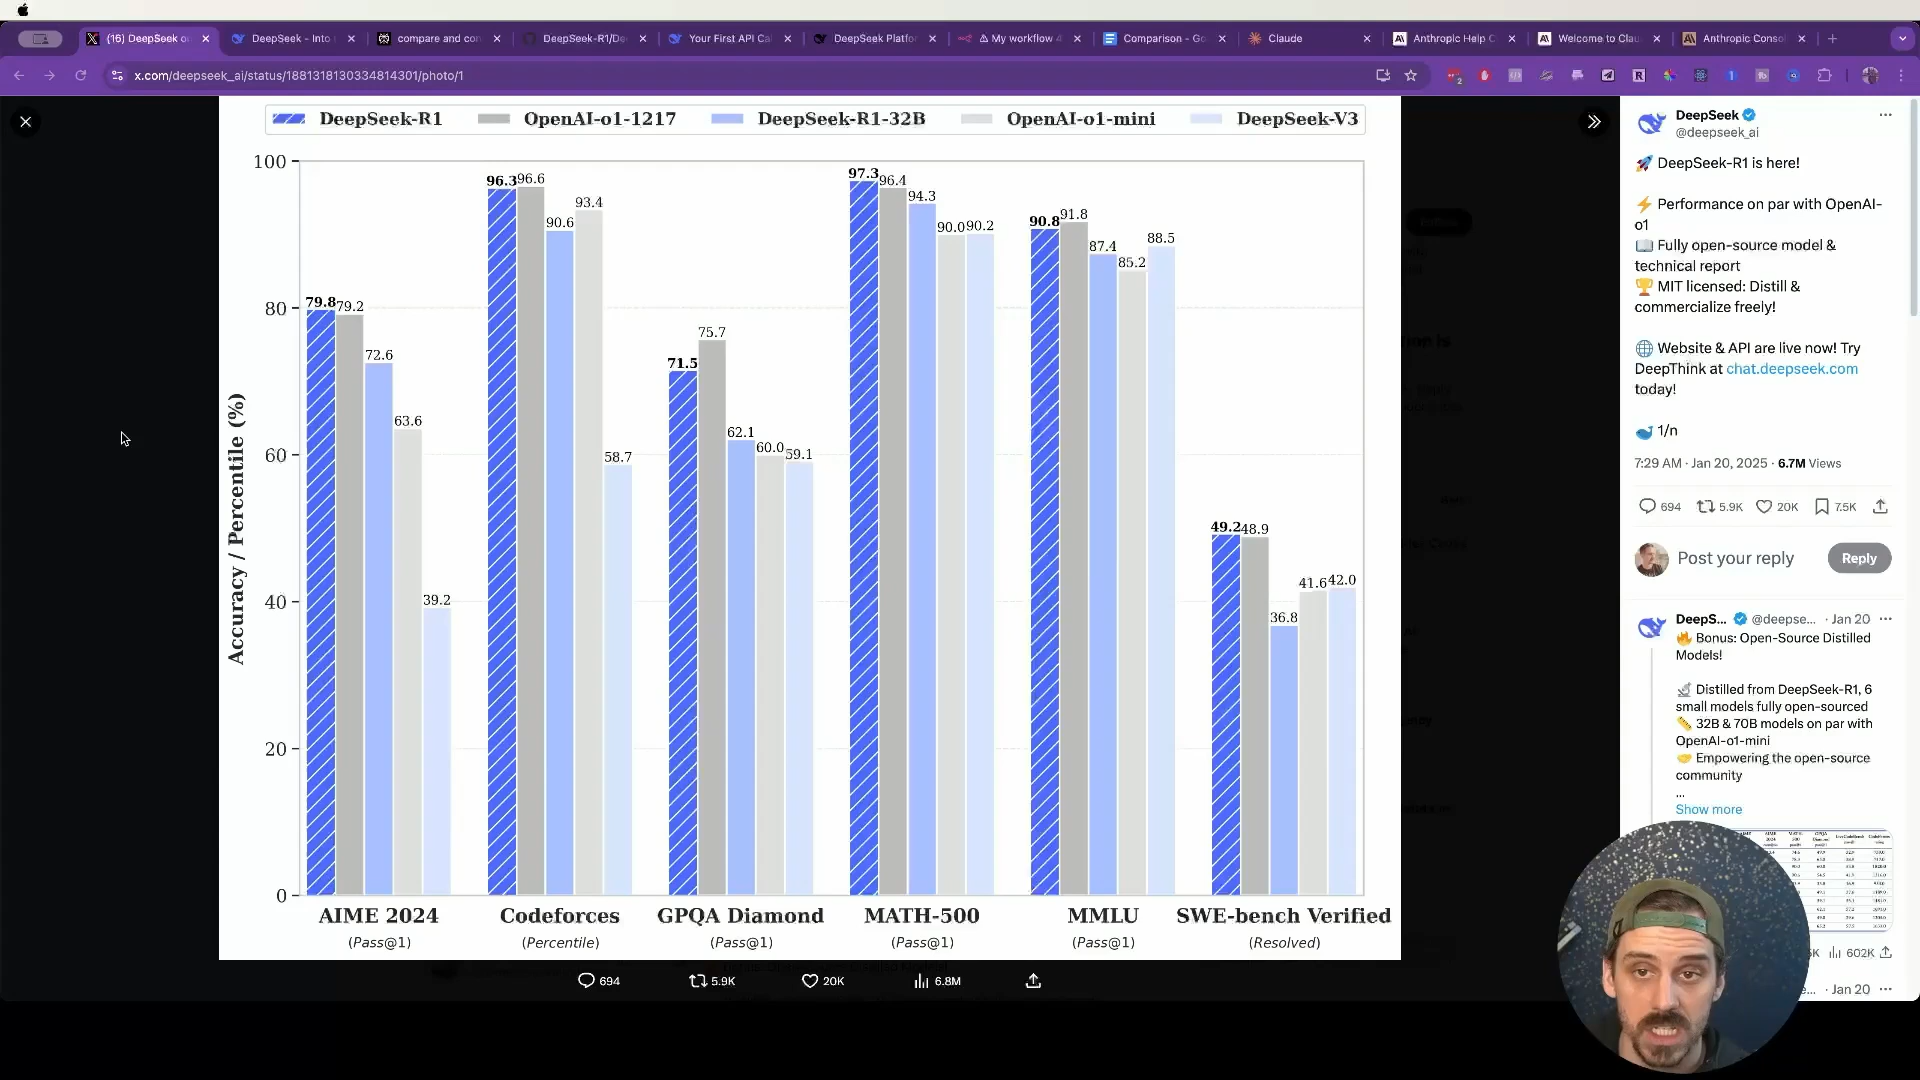 (16) DeepSeek o
DeepSeek - Into
compare and con
DeepSeek-R1/De
Your First API Ca
DeepSeek Platfor
My workflow 4
Comparison - Go
Claude
Anthropic Help C
Welcome to Clau
Anthropic Conso
x.com/deepseek_ai/status/1881318130334814301/photo/1
DeepSeek-R1 OpenAI-o1-1217 DeepSeek-R1-32B OpenAI-o1-mini DeepSeek-V3
Accuracy / Percentile (%)
100
80
60
40
20
0
79.8 79.2 72.6 63.6 39.2
96.3 96.6 90.6 93.4 58.7
71.5 75.7 62.1 60.0 59.1
97.3 96.4 94.3 90.0 90.2
90.8 91.8 87.4 85.2 88.5
49.2 48.9 36.8 41.6 42.0
AIME 2024
(Pass@1)
Codeforces
(Percentile)
GPQA Diamond
(Pass@1)
MATH-500
(Pass@1)
MMLU
(Pass@1)
SWE-bench Verified
(Resolved)
694 5.9K 20K 6.8M
DeepSeek
@deepseek_ai
🚀 DeepSeek-R1 is here!
⚡ Performance on par with OpenAI-
o1
📖 Fully open-source model &
technical report
🏆 MIT licensed: Distill &
commercialize freely!
🌐 Website & API are live now! Try
DeepThink at chat.deepseek.com
today!
🐋 1/n
7:29 AM · Jan 20, 2025 · 6.7M Views
694 5.9K 20K 7.5K
Post your reply
Reply
DeepS... @deepse... · Jan 20
🔥 Bonus: Open-Source Distilled
Models!
🔬 Distilled from DeepSeek-R1, 6
small models fully open-sourced
📏 32B & 70B models on par with
OpenAI-o1-mini
🤝 Empowering the open-source
community
...
Show more
602K
· Jan 20